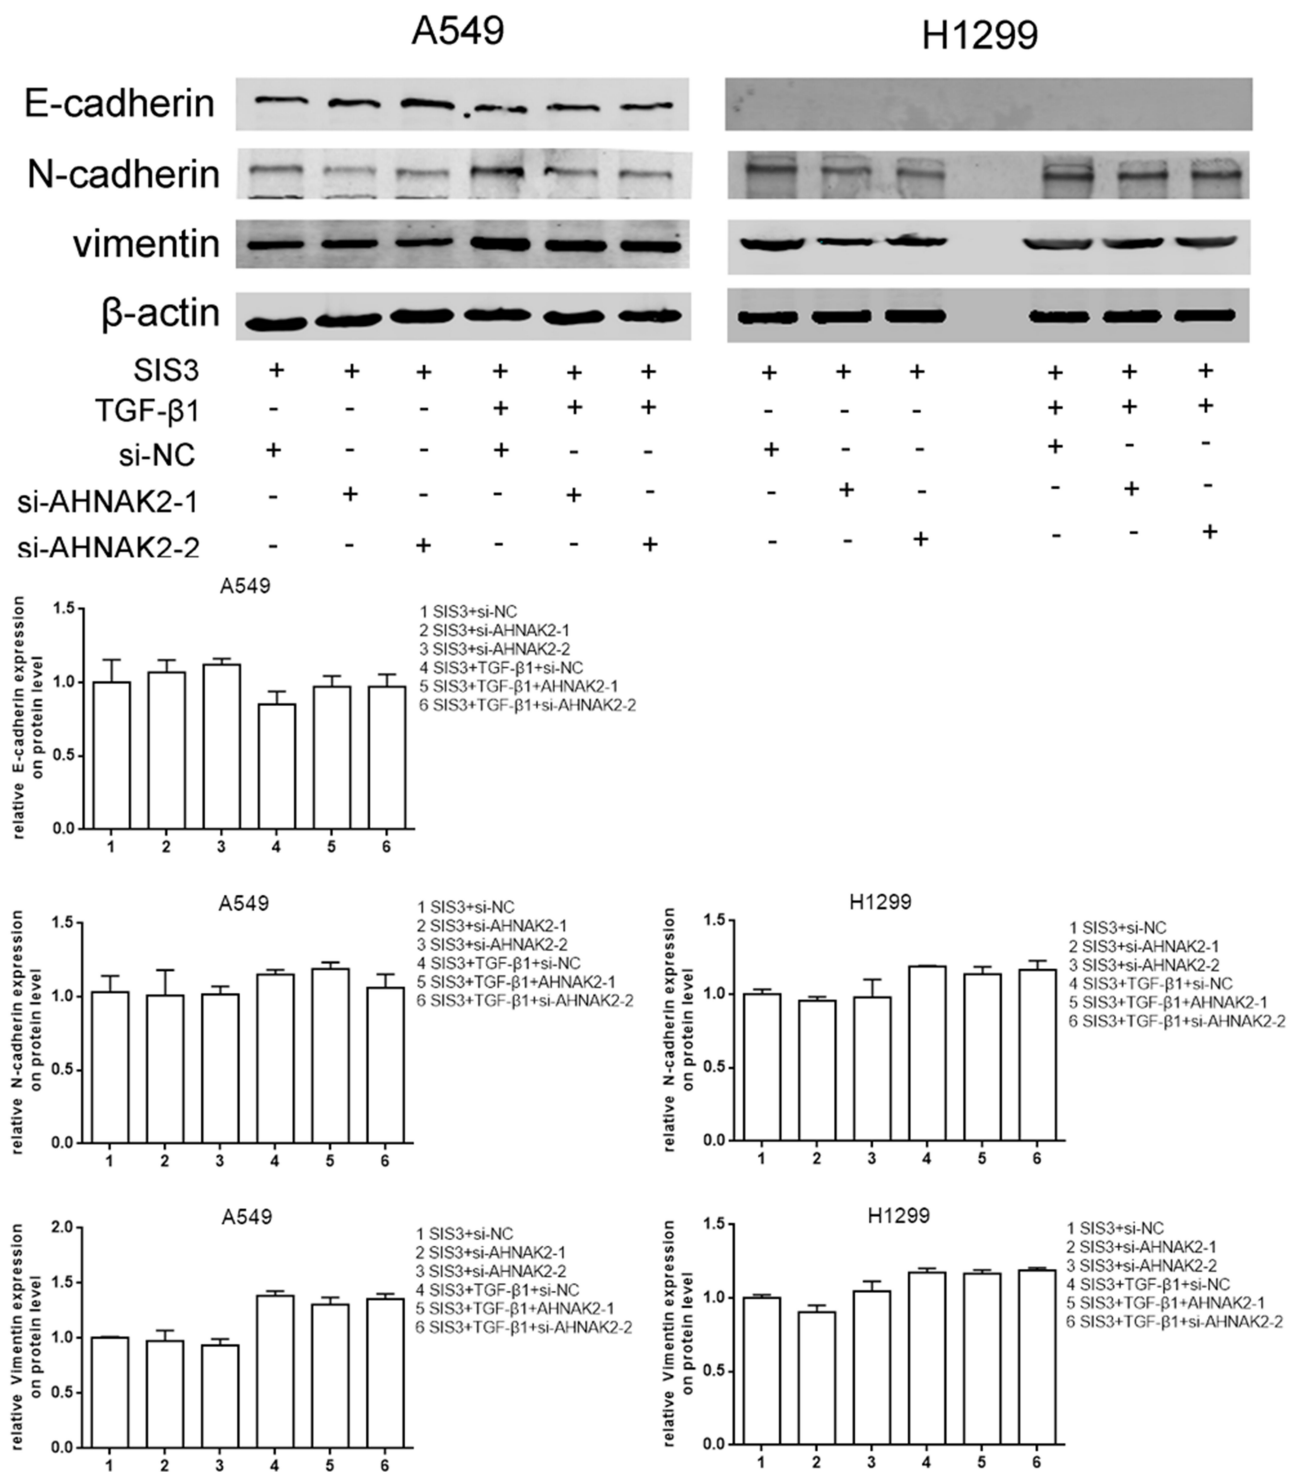 A549 H1299
E-cadherin
N-cadherin
vimentin
β-actin
SIS3 + + + + + + + + + + + +
TGF-β1 - - - + + + - - - + + +
si-NC + - - + - - + - - + - -
si-AHNAK2-1 - + - - + - - + - - + -
si-AHNAK2-2 - - + - - + - - + - - +
A549
relative E-cadherin expression
on protein level
1.5
1.0
0.5
0.0
1 2 3 4 5 6
1 SIS3+si-NC
2 SIS3+si-AHNAK2-1
3 SIS3+si-AHNAK2-2
4 SIS3+TGF-β1+si-NC
5 SIS3+TGF-β1+AHNAK2-1
6 SIS3+TGF-β1+si-AHNAK2-2
A549
relative N-cadherin expression
on protein level
1.5
1.0
0.5
0.0
1 2 3 4 5 6
1 SIS3+si-NC
2 SIS3+si-AHNAK2-1
3 SIS3+si-AHNAK2-2
4 SIS3+TGF-β1+si-NC
5 SIS3+TGF-β1+AHNAK2-1
6 SIS3+TGF-β1+si-AHNAK2-2
H1299
relative N-cadherin expression
on protein level
1.5
1.0
0.5
0.0
1 2 3 4 5 6
1 SIS3+si-NC
2 SIS3+si-AHNAK2-1
3 SIS3+si-AHNAK2-2
4 SIS3+TGF-β1+si-NC
5 SIS3+TGF-β1+AHNAK2-1
6 SIS3+TGF-β1+si-AHNAK2-2
A549
relative Vimentin expression
on protein level
2.0
1.5
1.0
0.5
0.0
1 2 3 4 5 6
1 SIS3+si-NC
2 SIS3+si-AHNAK2-1
3 SIS3+si-AHNAK2-2
4 SIS3+TGF-β1+si-NC
5 SIS3+TGF-β1+AHNAK2-1
6 SIS3+TGF-β1+si-AHNAK2-2
H1299
relative Vimentin expression
on protein level
1.5
1.0
0.5
0.0
1 2 3 4 5 6
1 SIS3+si-NC
2 SIS3+si-AHNAK2-1
3 SIS3+si-AHNAK2-2
4 SIS3+TGF-β1+si-NC
5 SIS3+TGF-β1+AHNAK2-1
6 SIS3+TGF-β1+si-AHNAK2-2